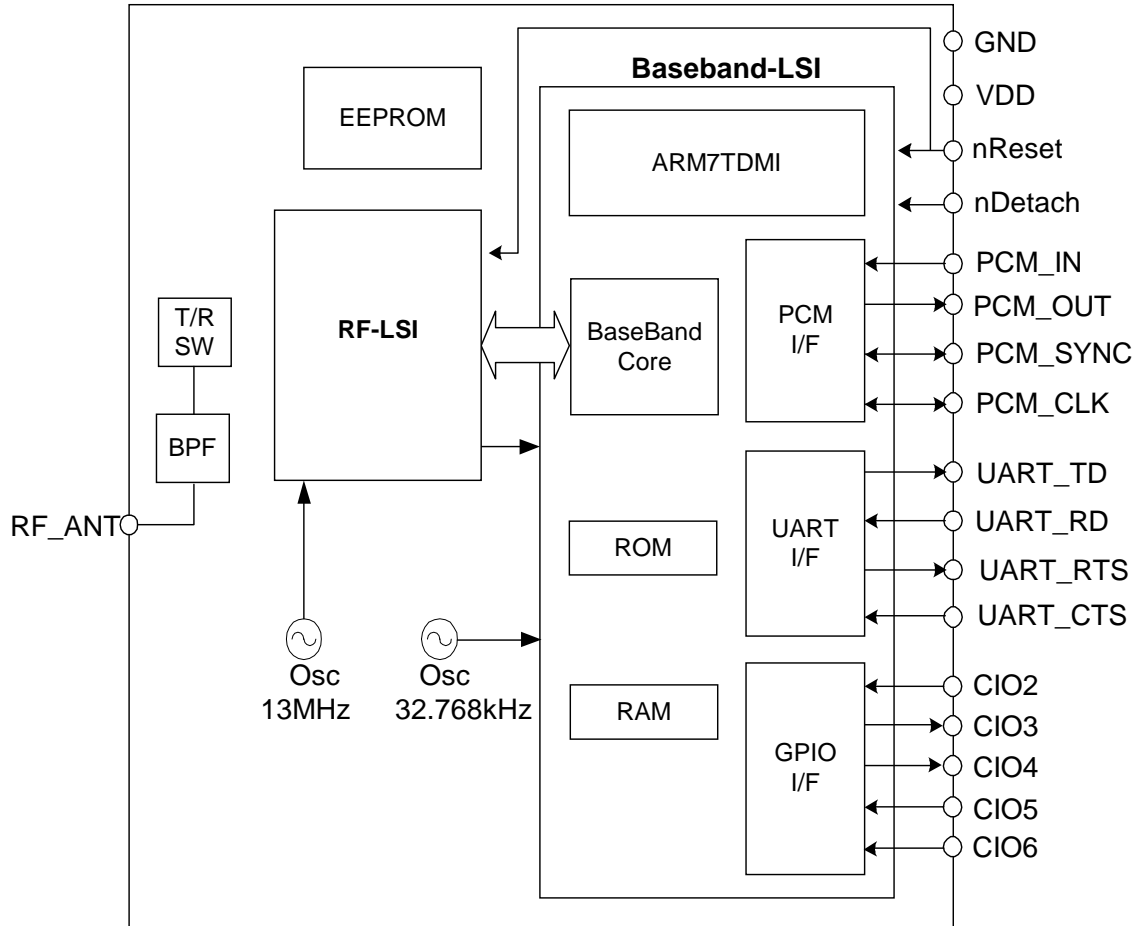 GND
Baseband-LSI
VDD
EEPROM
ARM7TDMI
nReset
nDetach
PCM_IN
PCM_OUT
PCM_SYNC
PCM_CLK
T/R
SW
RF-LSI
BaseBand
Core
PCM
I/F
BPF
RF_ANT
UART_TD
UART_RD
UART_RTS
UART_CTS
ROM
UART
I/F
Osc
13MHz
Osc
32.768kHz
RAM
GPIO
I/F
CIO2
CIO3
CIO4
CIO5
CIO6